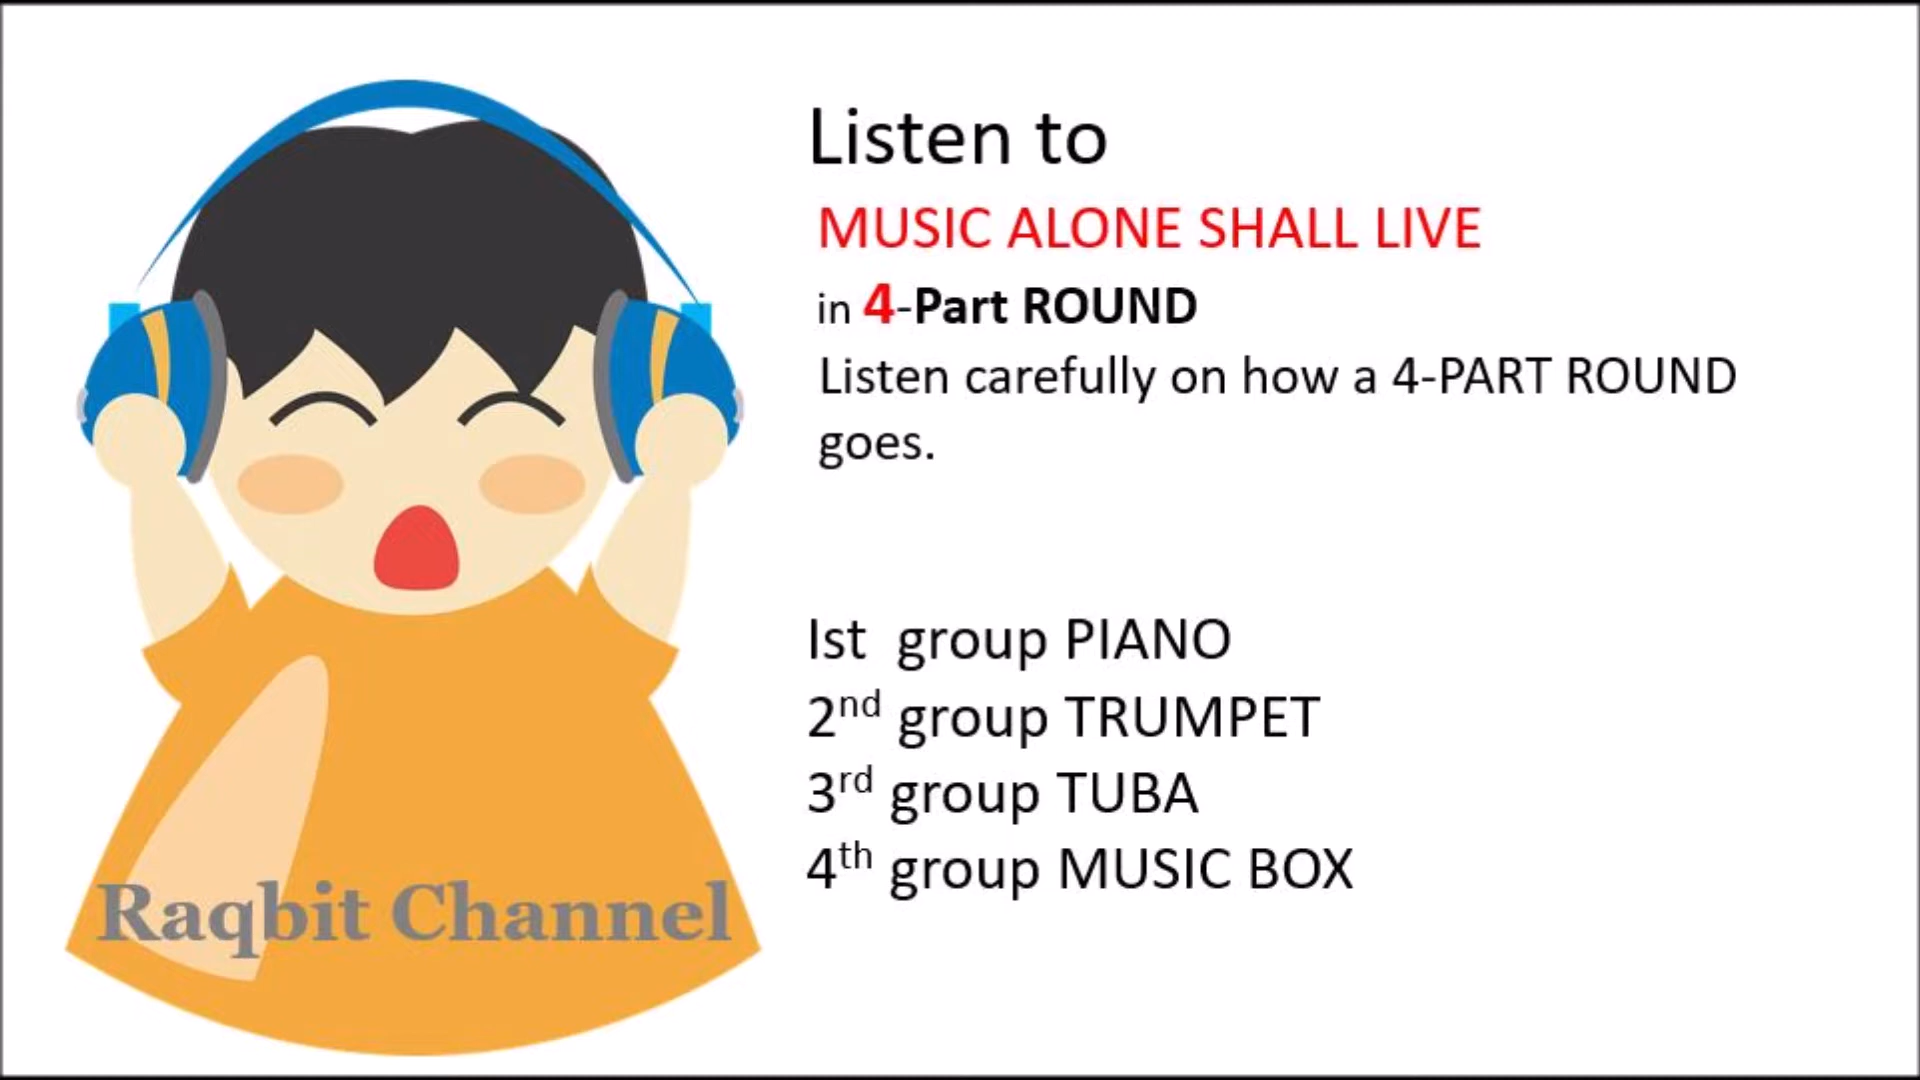 Listen to
MUSIC ALONE SHALL LIVE
in 4-Part ROUND
Listen carefully on how a 4-PART ROUND
goes.
Ist group PIANO
2nd group TRUMPET
3rd group TUBA
4th group MUSIC BOX
Raqbit Channel